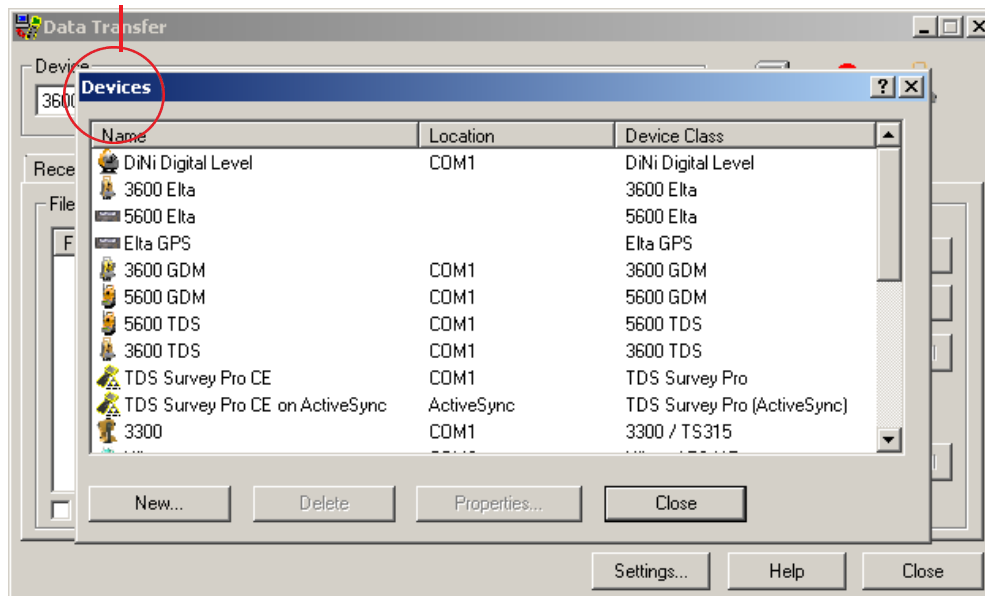 Data Transfer
Device
3600
Devices
Name Location Device Class
DiNi Digital Level COM1 DiNi Digital Level
3600 Elta 3600 Elta
5600 Elta 5600 Elta
Elta GPS Elta GPS
3600 GDM COM1 3600 GDM
5600 GDM COM1 5600 GDM
5600 TDS COM1 5600 TDS
3600 TDS COM1 3600 TDS
TDS Survey Pro CE COM1 TDS Survey Pro
TDS Survey Pro CE on ActiveSync ActiveSync TDS Survey Pro (ActiveSync)
3300 COM1 3300 / TS315
Rece
File
F
New... Delete Properties... Close
Settings... Help Close